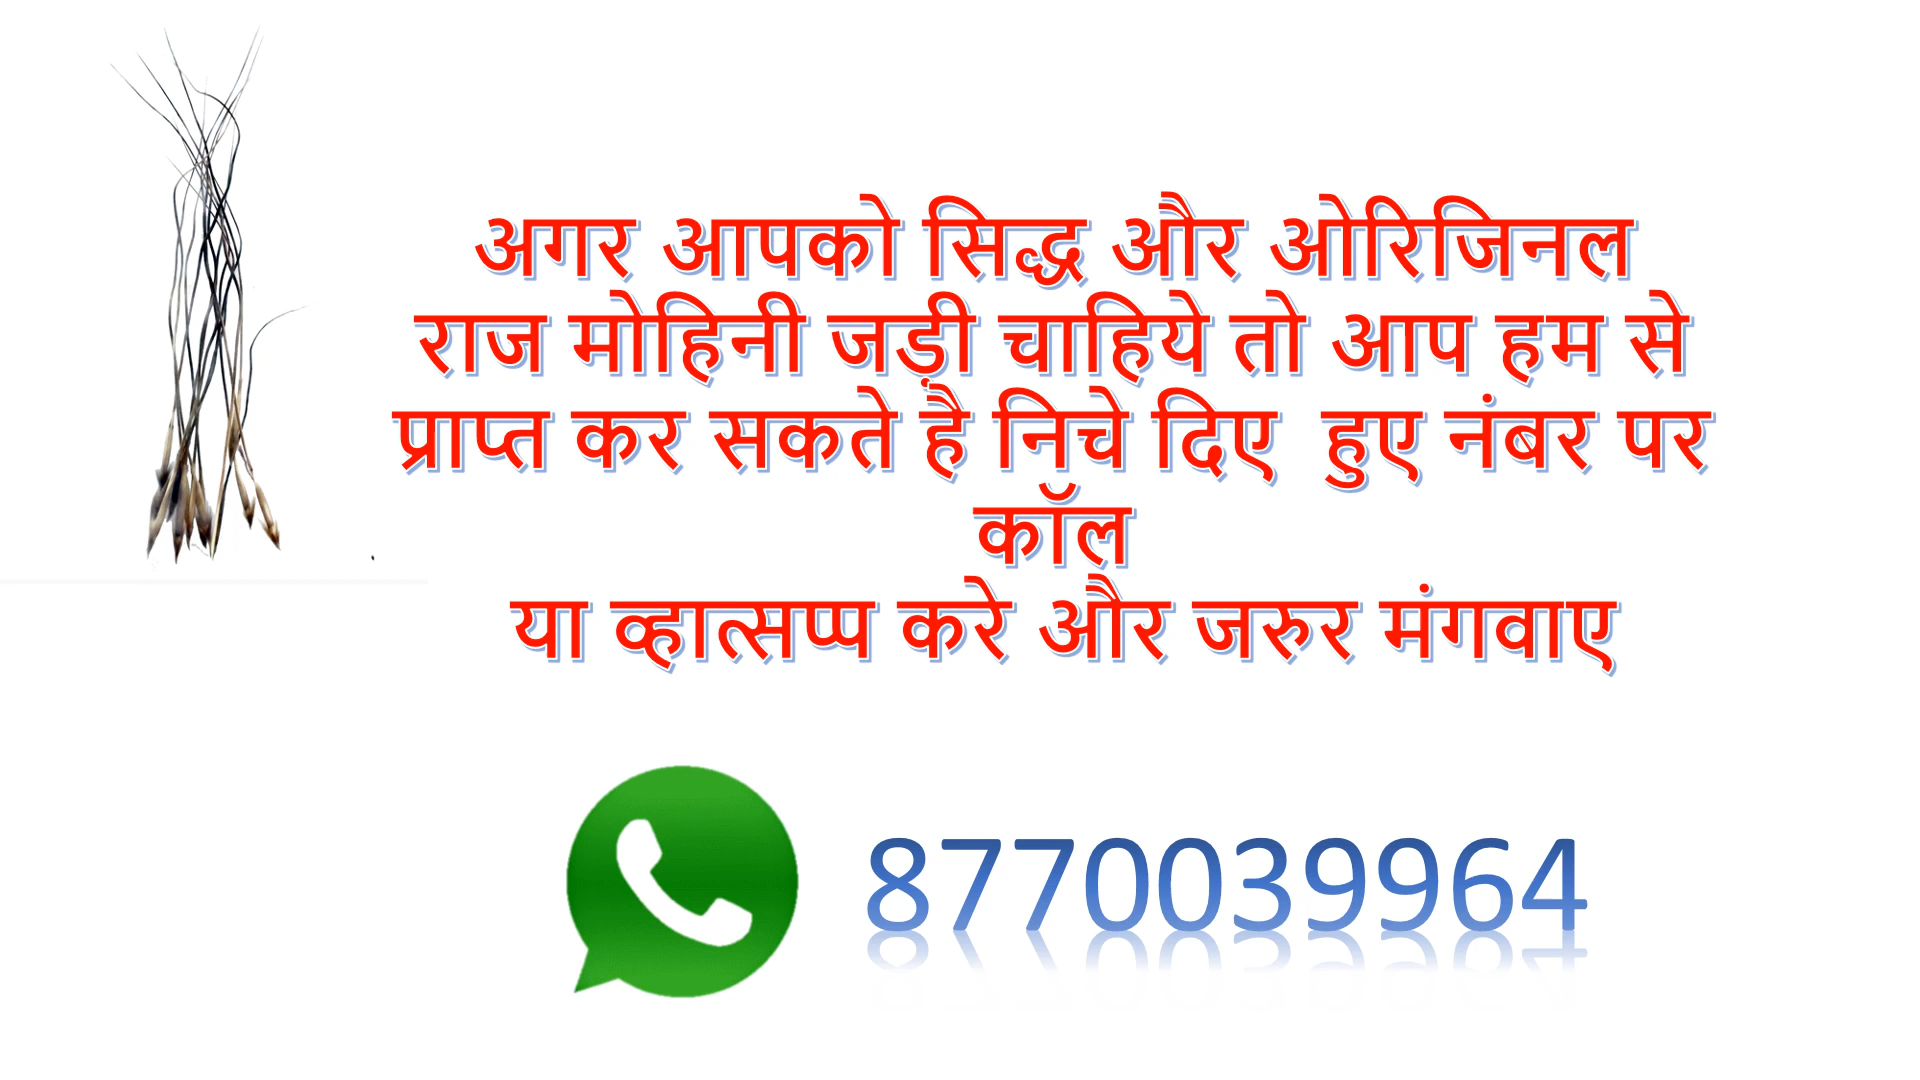 अगर आपको सिद्ध और ओरिजिनल
राज मोहिनी जड़ी चाहिये तो आप हम से
प्राप्त कर सकते है निचे दिए हुए नंबर पर
कॉल
या व्हात्सप्प करे और जरुर मंगवाए
8770039964